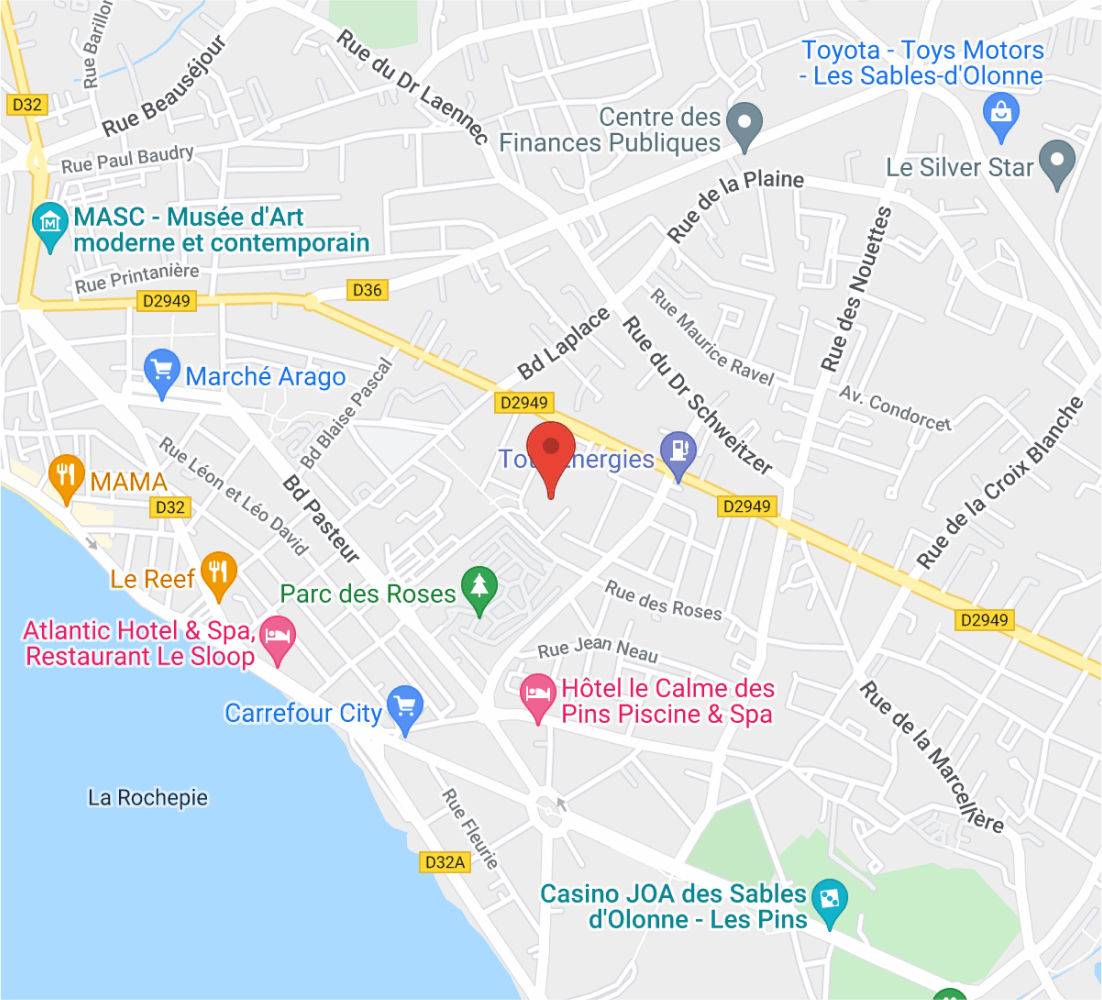 Rue Barillon
Rue Beauséjour
Rue du Dr Laennec
Toyota - Toys Motors
- Les Sables-d'Olonne
D32
Centre des
Finances Publiques
Rue Paul Baudry
Le Silver Star
Rue de la Plaine
MASC - Musée d'Art
moderne et contemporain
Rue des Nouettes
Rue Printanière
D2949
D36
Rue Maurice Ravel
Bd Laplace
Rue du Dr Schweitzer
Marché Arago
Bd Blaise Pascal
Av. Condorcet
D2949
Rue de la Croix Blanche
MAMA
D32
Rue Léon et Léo David
Bd Pasteur
D2949
Le Reef
Parc des Roses
Rue des Roses
D2949
Atlantic Hotel & Spa,
Restaurant Le Sloop
Rue Jean Neau
Hôtel le Calme des
Pins Piscine & Spa
Carrefour City
Rue de la Marcellière
La Rochepie
Rue Fleurie
D32A
Casino JOA des Sables
d'Olonne - Les Pins